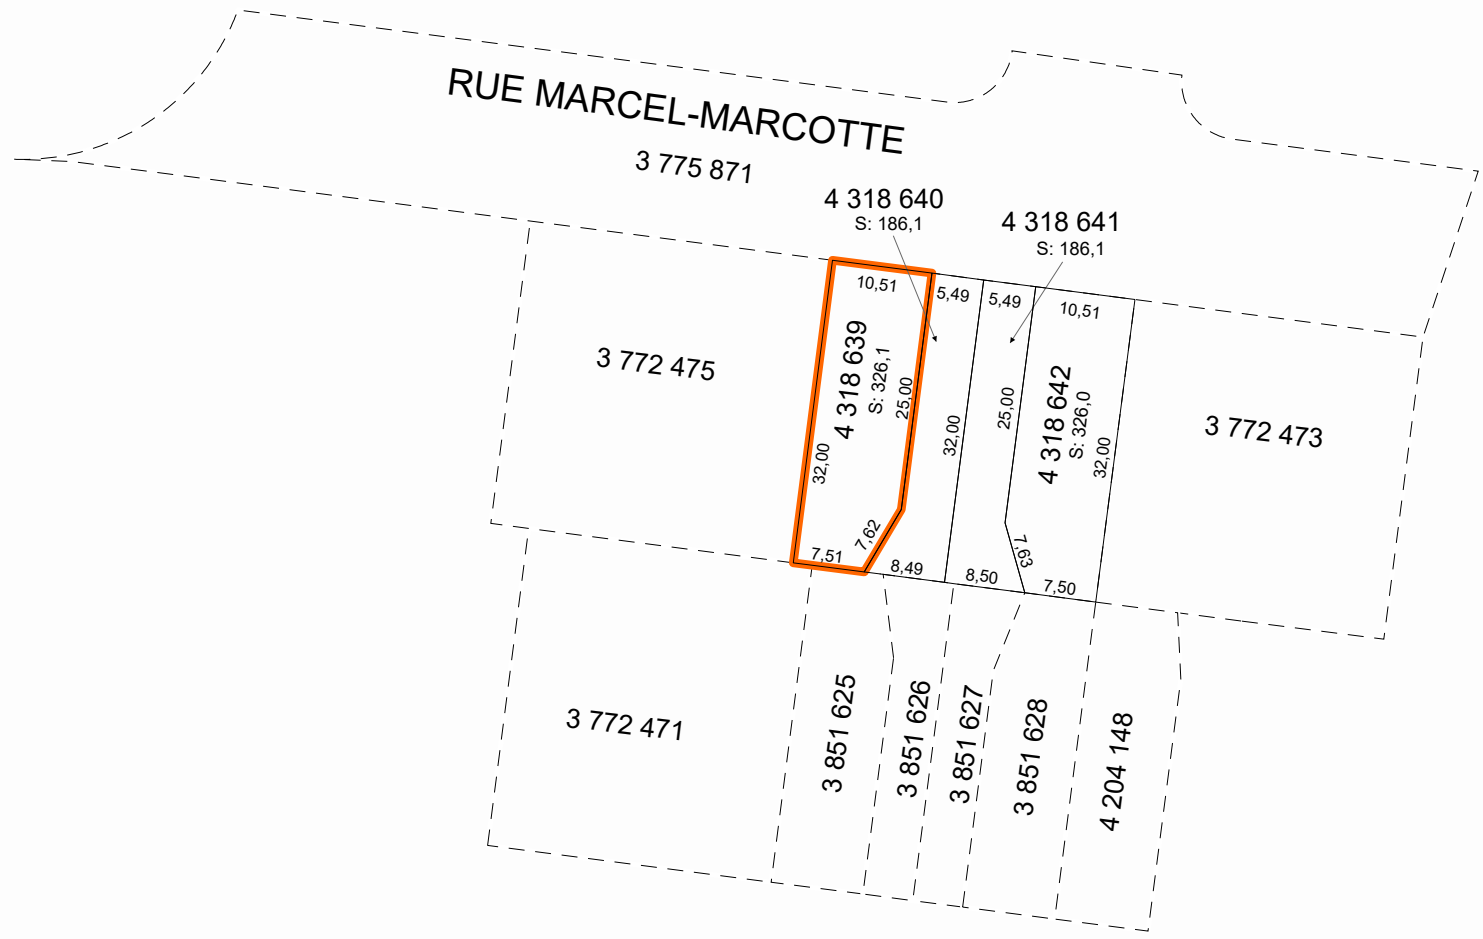 RUE MARCEL-MARCOTTE
3 775 871
4 318 640
S: 186,1
4 318 641
S: 186,1
10,51
5,49
5,49
10,51
3 772 475
4 318 639
S: 326,1
25,00
32,00
32,00
25,00
4 318 642
S: 326,0
32,00
3 772 473
7,62
7,51
8,49
7,63
8,50
7,50
3 772 471
3 851 625
3 851 626
3 851 627
3 851 628
4 204 148